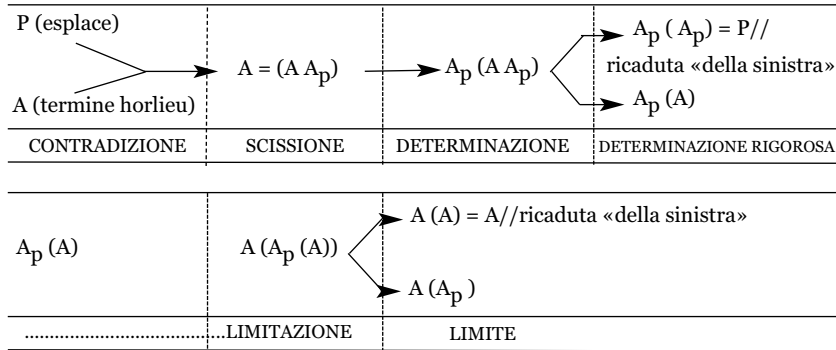 P (esplace)
A (termine horlieu)
A = (A Ap)
Ap (A Ap)
Ap ( Ap) = P//
ricaduta «della sinistra»
Ap (A)
CONTRADIZIONE SCISSIONE DETERMINAZIONE DETERMINAZIONE RIGOROSA
Ap (A)
A (Ap (A))
A (A) = A//ricaduta «della sinistra»
A (Ap )
..........................................LIMITAZIONE LIMITE